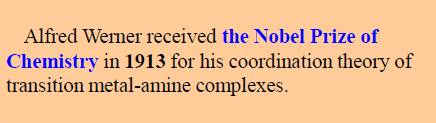 Alfred Werner received the Nobel Prize of
Chemistry in 1913 for his coordination theory of
transition metal-amine complexes.